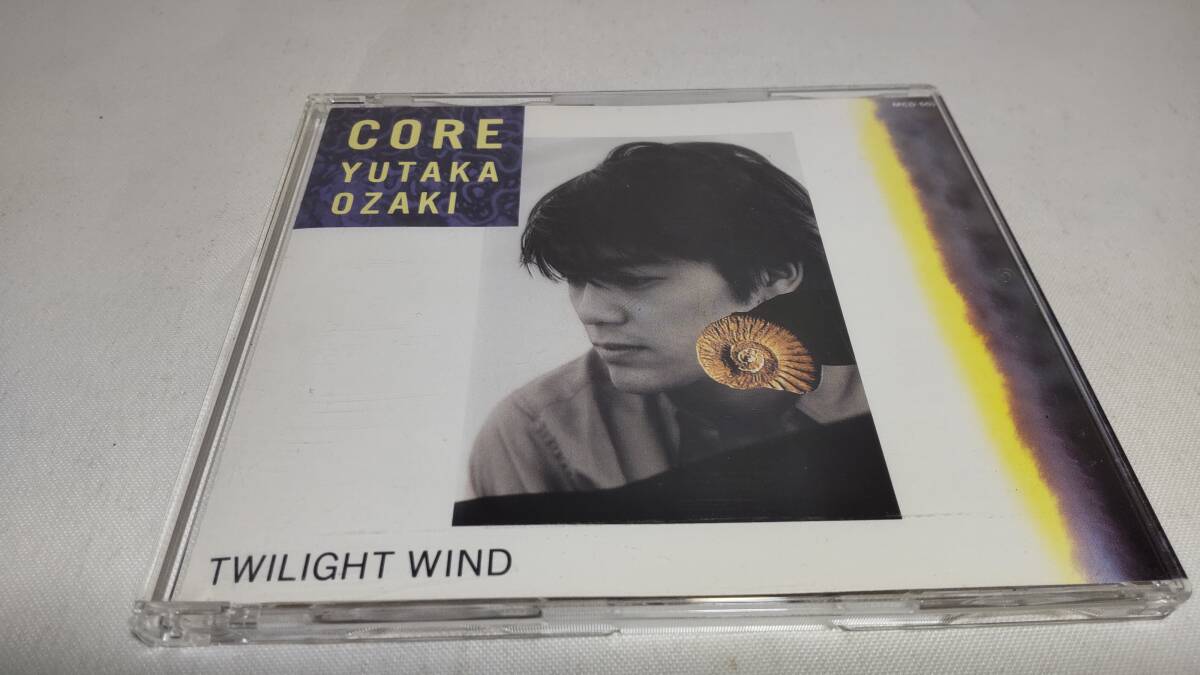 CORE
YUTAKA
OZAKI
TWILIGHT WIND